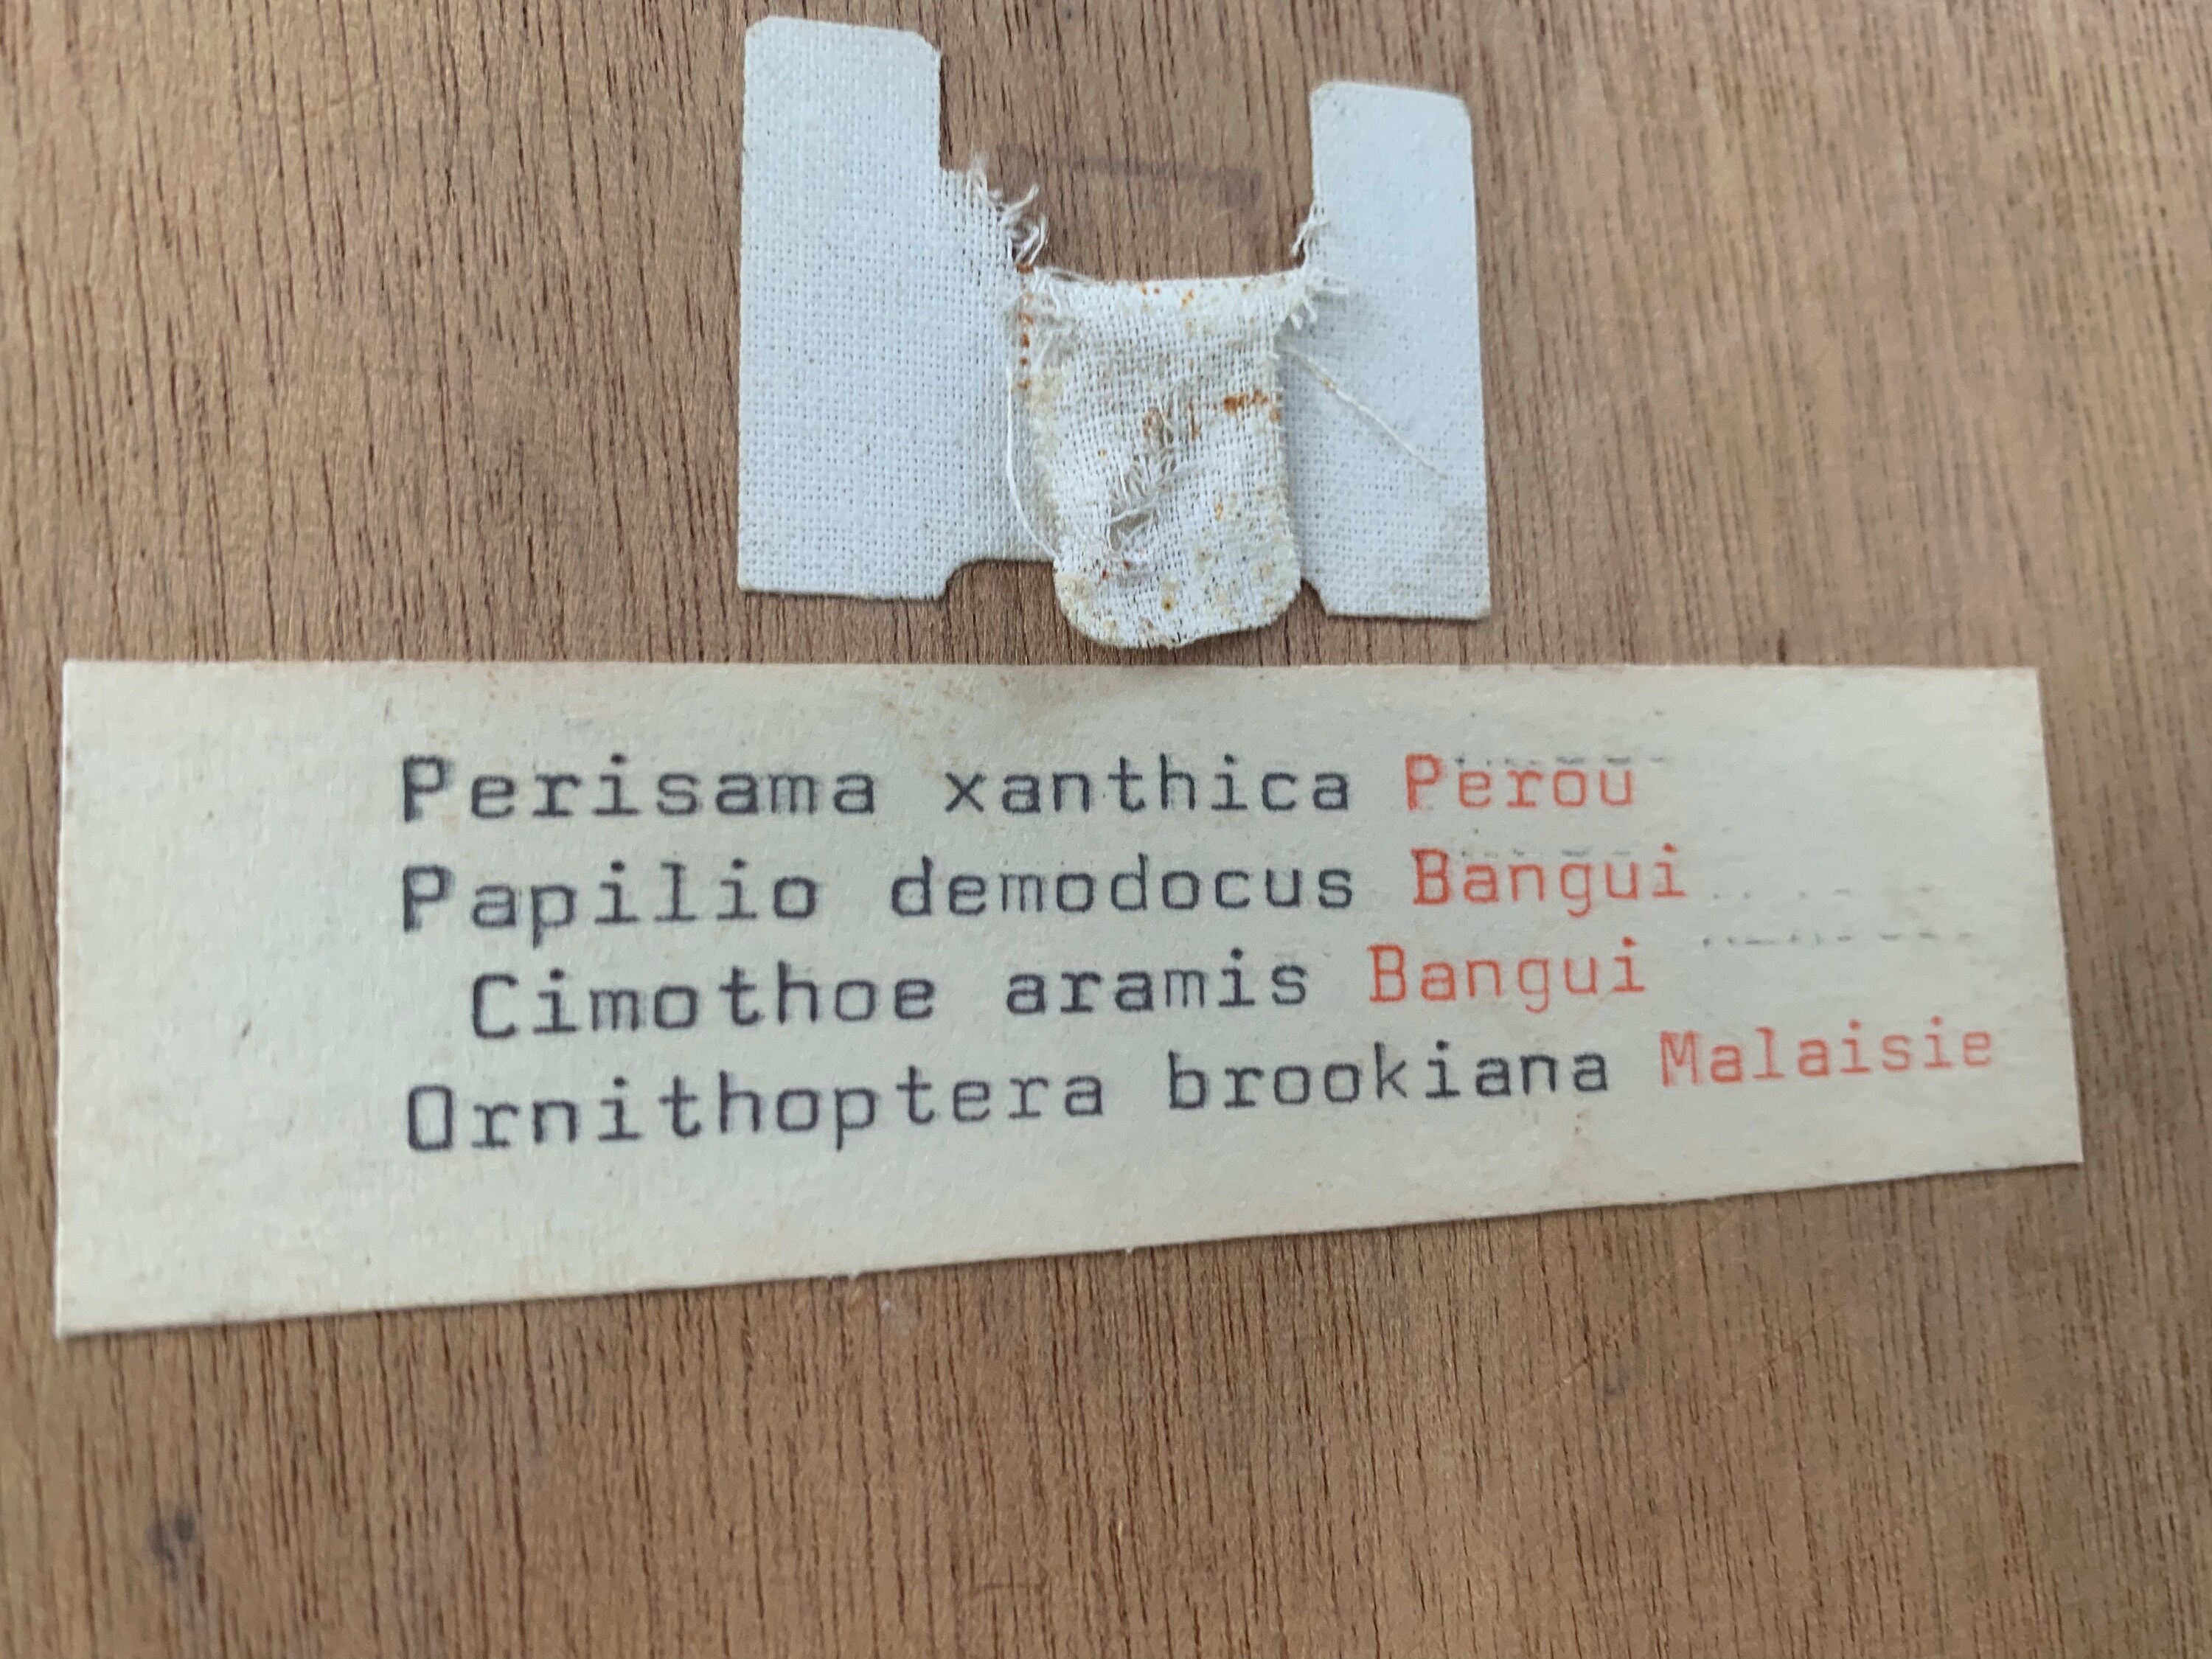 Perisama xanthica Perou
Papilio demodocus Bangui
Cimothoe aramis Bangui
Ornithoptera brookiana Malaisie